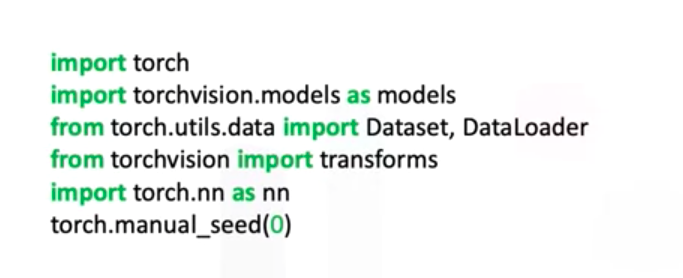 import torch
import torchvision.models as models
from torch.utils.data import Dataset, DataLoader
from torchvision import transforms
import torch.nn as nn
torch.manual_seed(0)